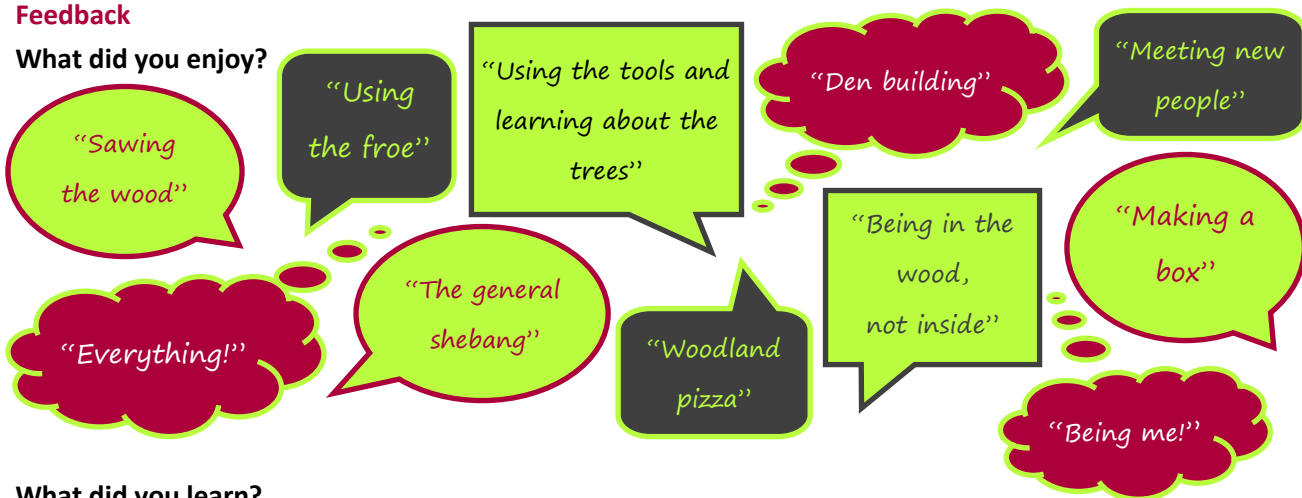 Feedback
What did you enjoy?
“Sawing
the wood”
“Using
the froe”
“Using the tools and
learning about the
trees”
“Den building”
“Meeting new
people”
“Everything!”
“The general
shebang”
“Woodland
pizza”
“Being in the
wood,
not inside”
“Making a
box”
“Being me!”
What did you learn?